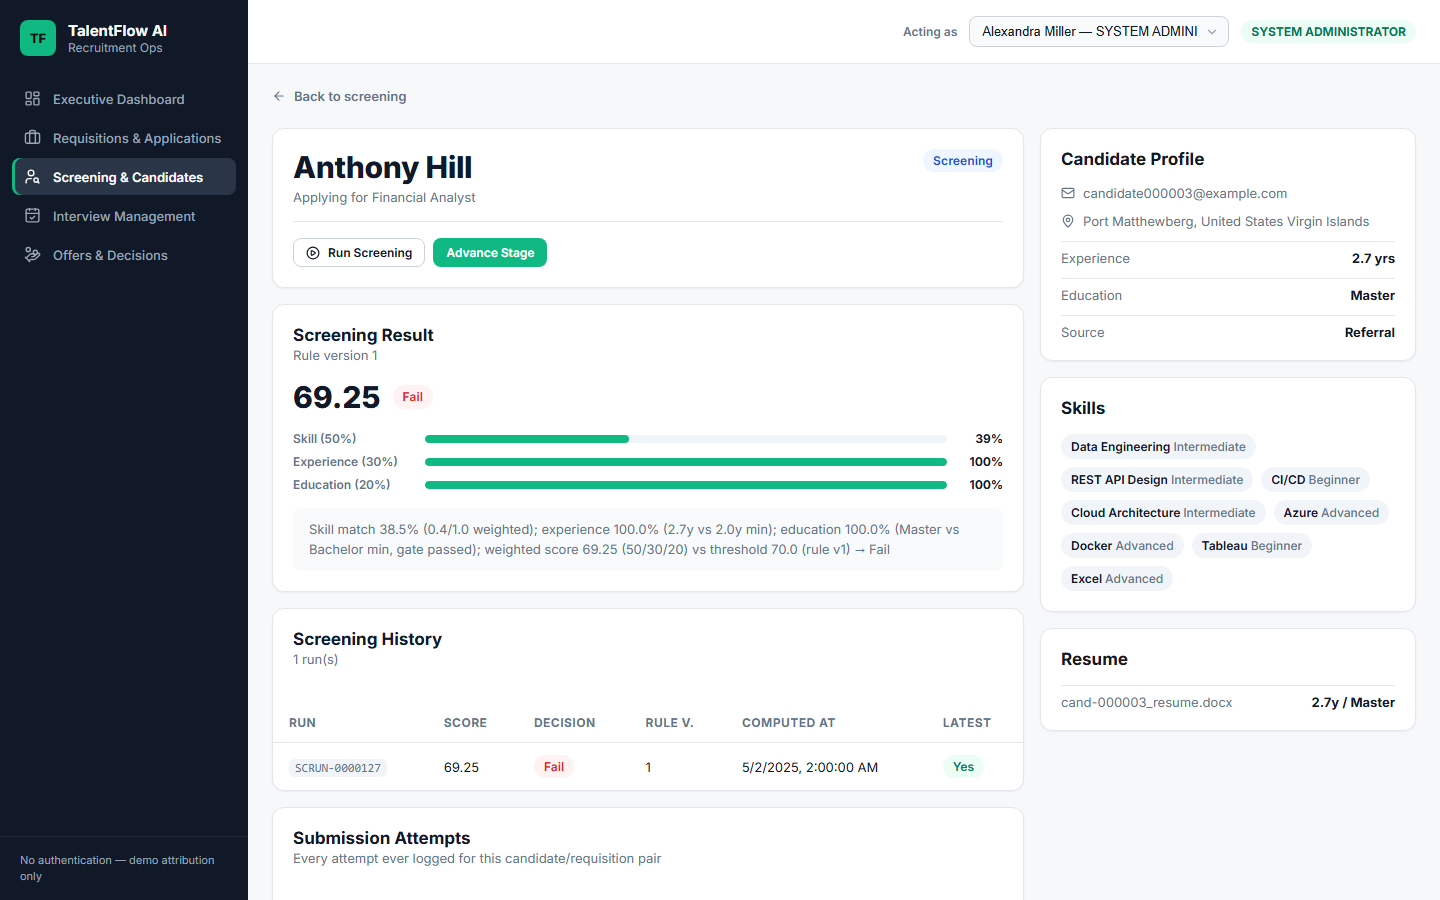 TF
TalentFlow AI
Recruitment Ops
Executive Dashboard
Requisitions & Applications
Screening & Candidates
Interview Management
Offers & Decisions
No authentication — demo attribution
only
Acting as
Alexandra Miller — SYSTEM ADMINI
SYSTEM ADMINISTRATOR
Back to screening
Anthony Hill
Screening
Applying for Financial Analyst
Run Screening
Advance Stage
Screening Result
Rule version 1
69.25 Fail
Skill (50%) 39%
Experience (30%) 100%
Education (20%) 100%
Skill match 38.5% (0.4/1.0 weighted); experience 100.0% (2.7y vs 2.0y min); education 100.0% (Master vs
Bachelor min, gate passed); weighted score 69.25 (50/30/20) vs threshold 70.0 (rule v1) → Fail
Screening History
1 run(s)
RUN SCORE DECISION RULE V. COMPUTED AT LATEST
SCRUN-0000127 69.25 Fail 1 5/2/2025, 2:00:00 AM Yes
Submission Attempts
Every attempt ever logged for this candidate/requisition pair
Candidate Profile
candidate000003@example.com
Port Matthewberg, United States Virgin Islands
Experience 2.7 yrs
Education Master
Source Referral
Skills
Data Engineering Intermediate
REST API Design Intermediate CI/CD Beginner
Cloud Architecture Intermediate Azure Advanced
Docker Advanced Tableau Beginner
Excel Advanced
Resume
cand-000003_resume.docx 2.7y / Master